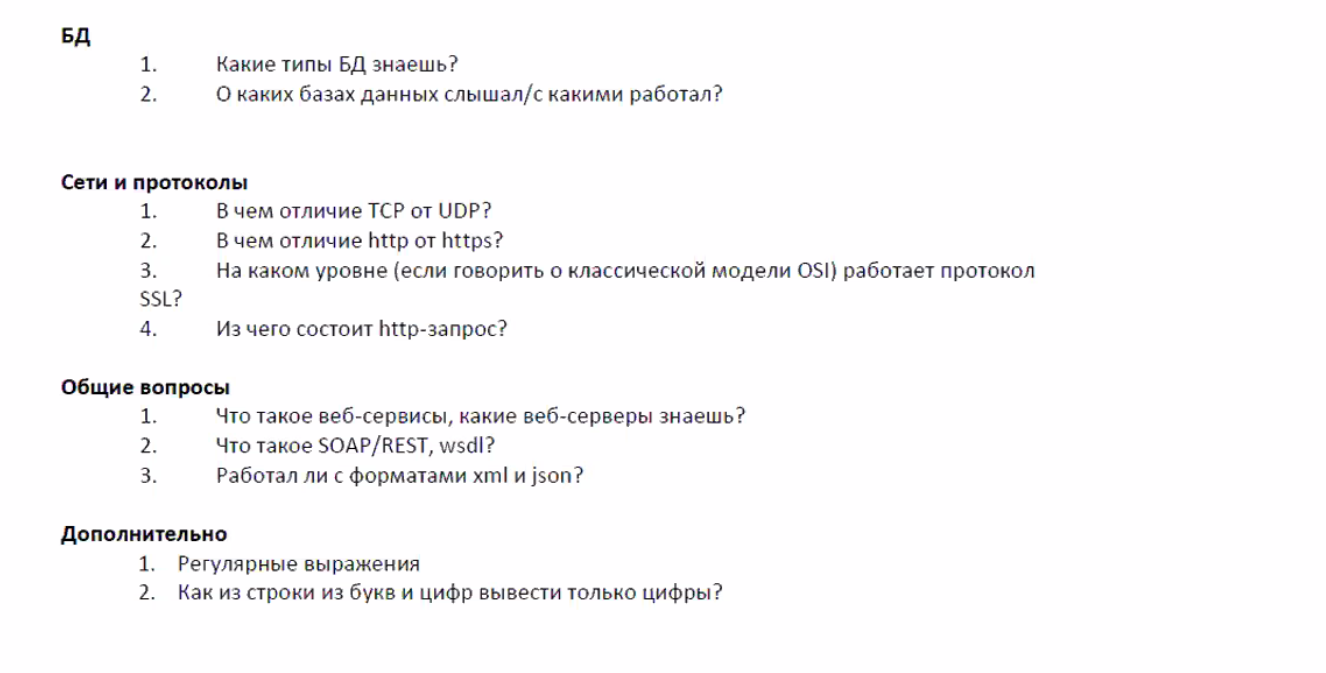 БД
1. Какие типы БД знаешь?
2. О каких базах данных слышал/с какими работал?
Сети и протоколы
1. В чем отличие TCP от UDP?
2. В чем отличие http от https?
3. На каком уровне (если говорить о классической модели OSI) работает протокол
SSL?
4. Из чего состоит http-запрос?
Общие вопросы
1. Что такое веб-сервисы, какие веб-серверы знаешь?
2. Что такое SOAP/REST, wsdl?
3. Работал ли с форматами xml и json?
Дополнительно
1. Регулярные выражения
2. Как из строки из букв и цифр вывести только цифры?